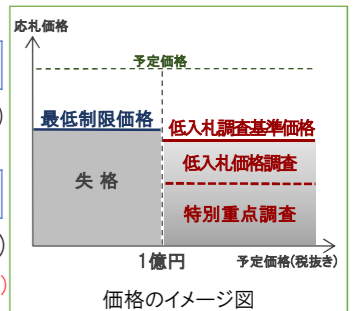 応札価格
予定価格
最低制限価格
低入札調査基準価格
低入札価格調査
失格
特別重点調査
1億円
予定価格(税抜き)
価格のイメージ図
)
)
)